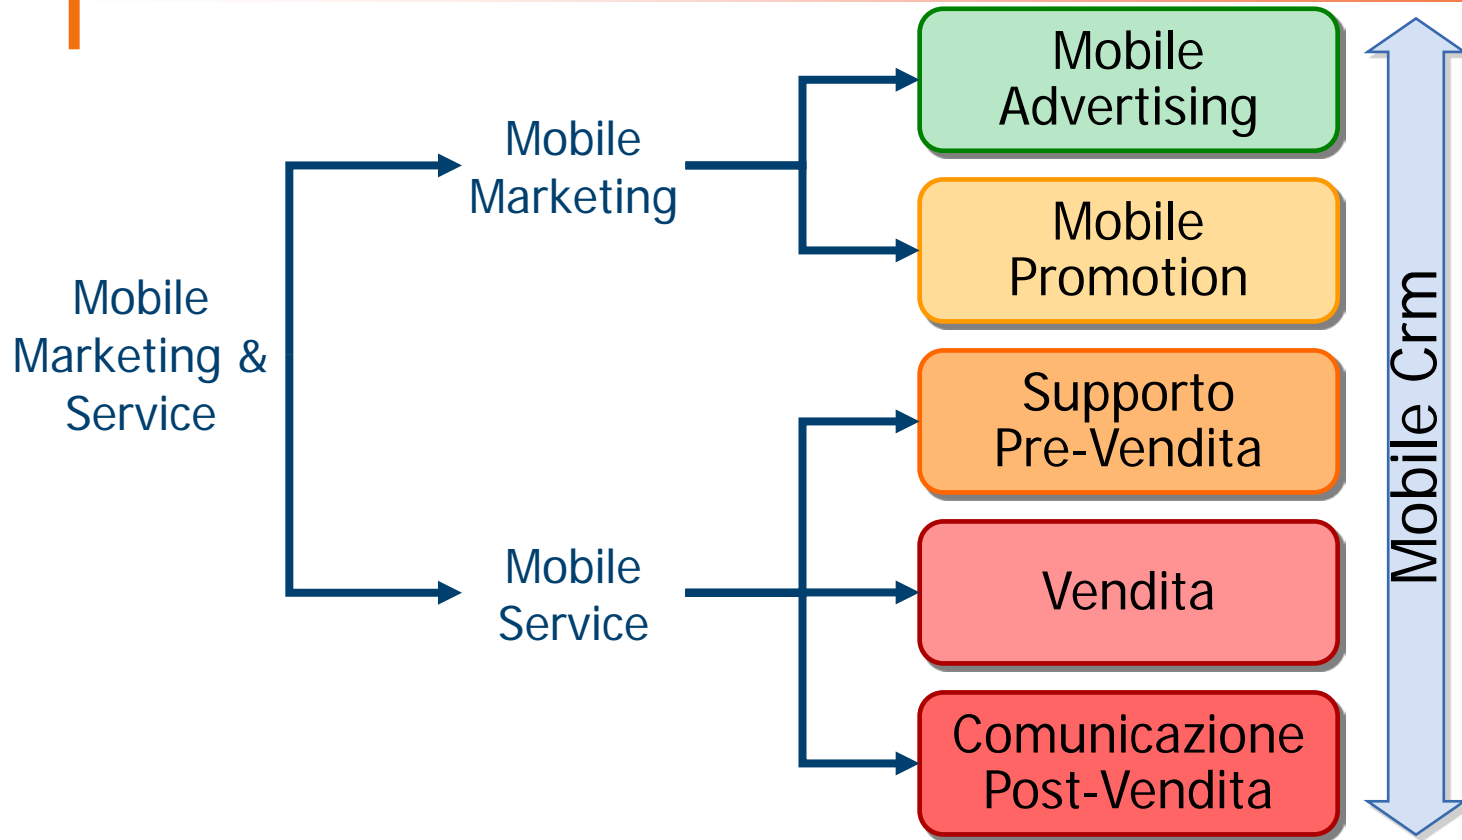 Mobile
Marketing &
Service
Mobile
Marketing
Mobile
Service
Mobile
Advertising
Mobile
Promotion
Supporto
Pre-Vendita
Vendita
Comunicazione
Post-Vendita
Mobile Crm